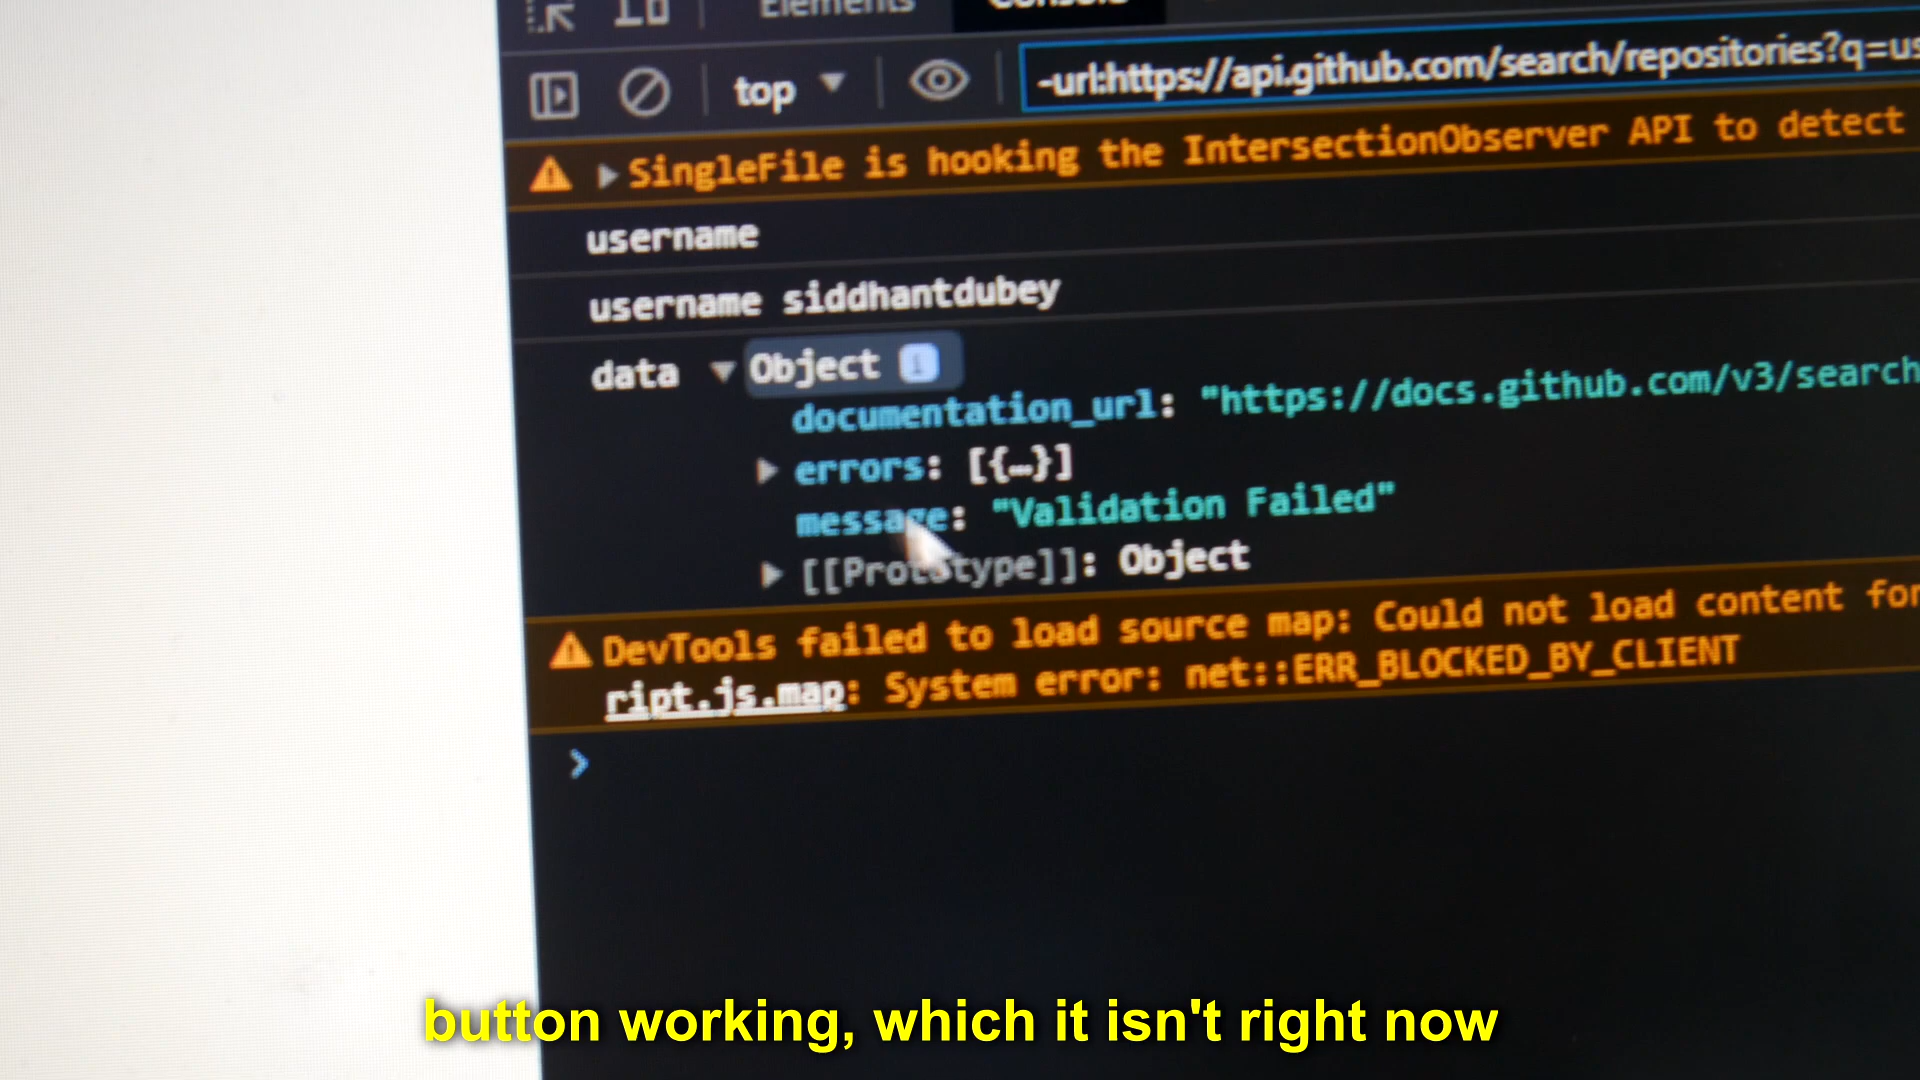 Elements Console
top -url:https://api.github.com/search/repositories?q=us
SingleFile is hooking the IntersectionObserver API to detect
username
username siddhantdubey
data Object i
documentation_url: "https://docs.github.com/v3/search
errors: [{…}]
message: "Validation Failed"
[[Prototype]]: Object
DevTools failed to load source map: Could not load content for
ript.js.map: System error: net::ERR_BLOCKED_BY_CLIENT
button working, which it isn't right now